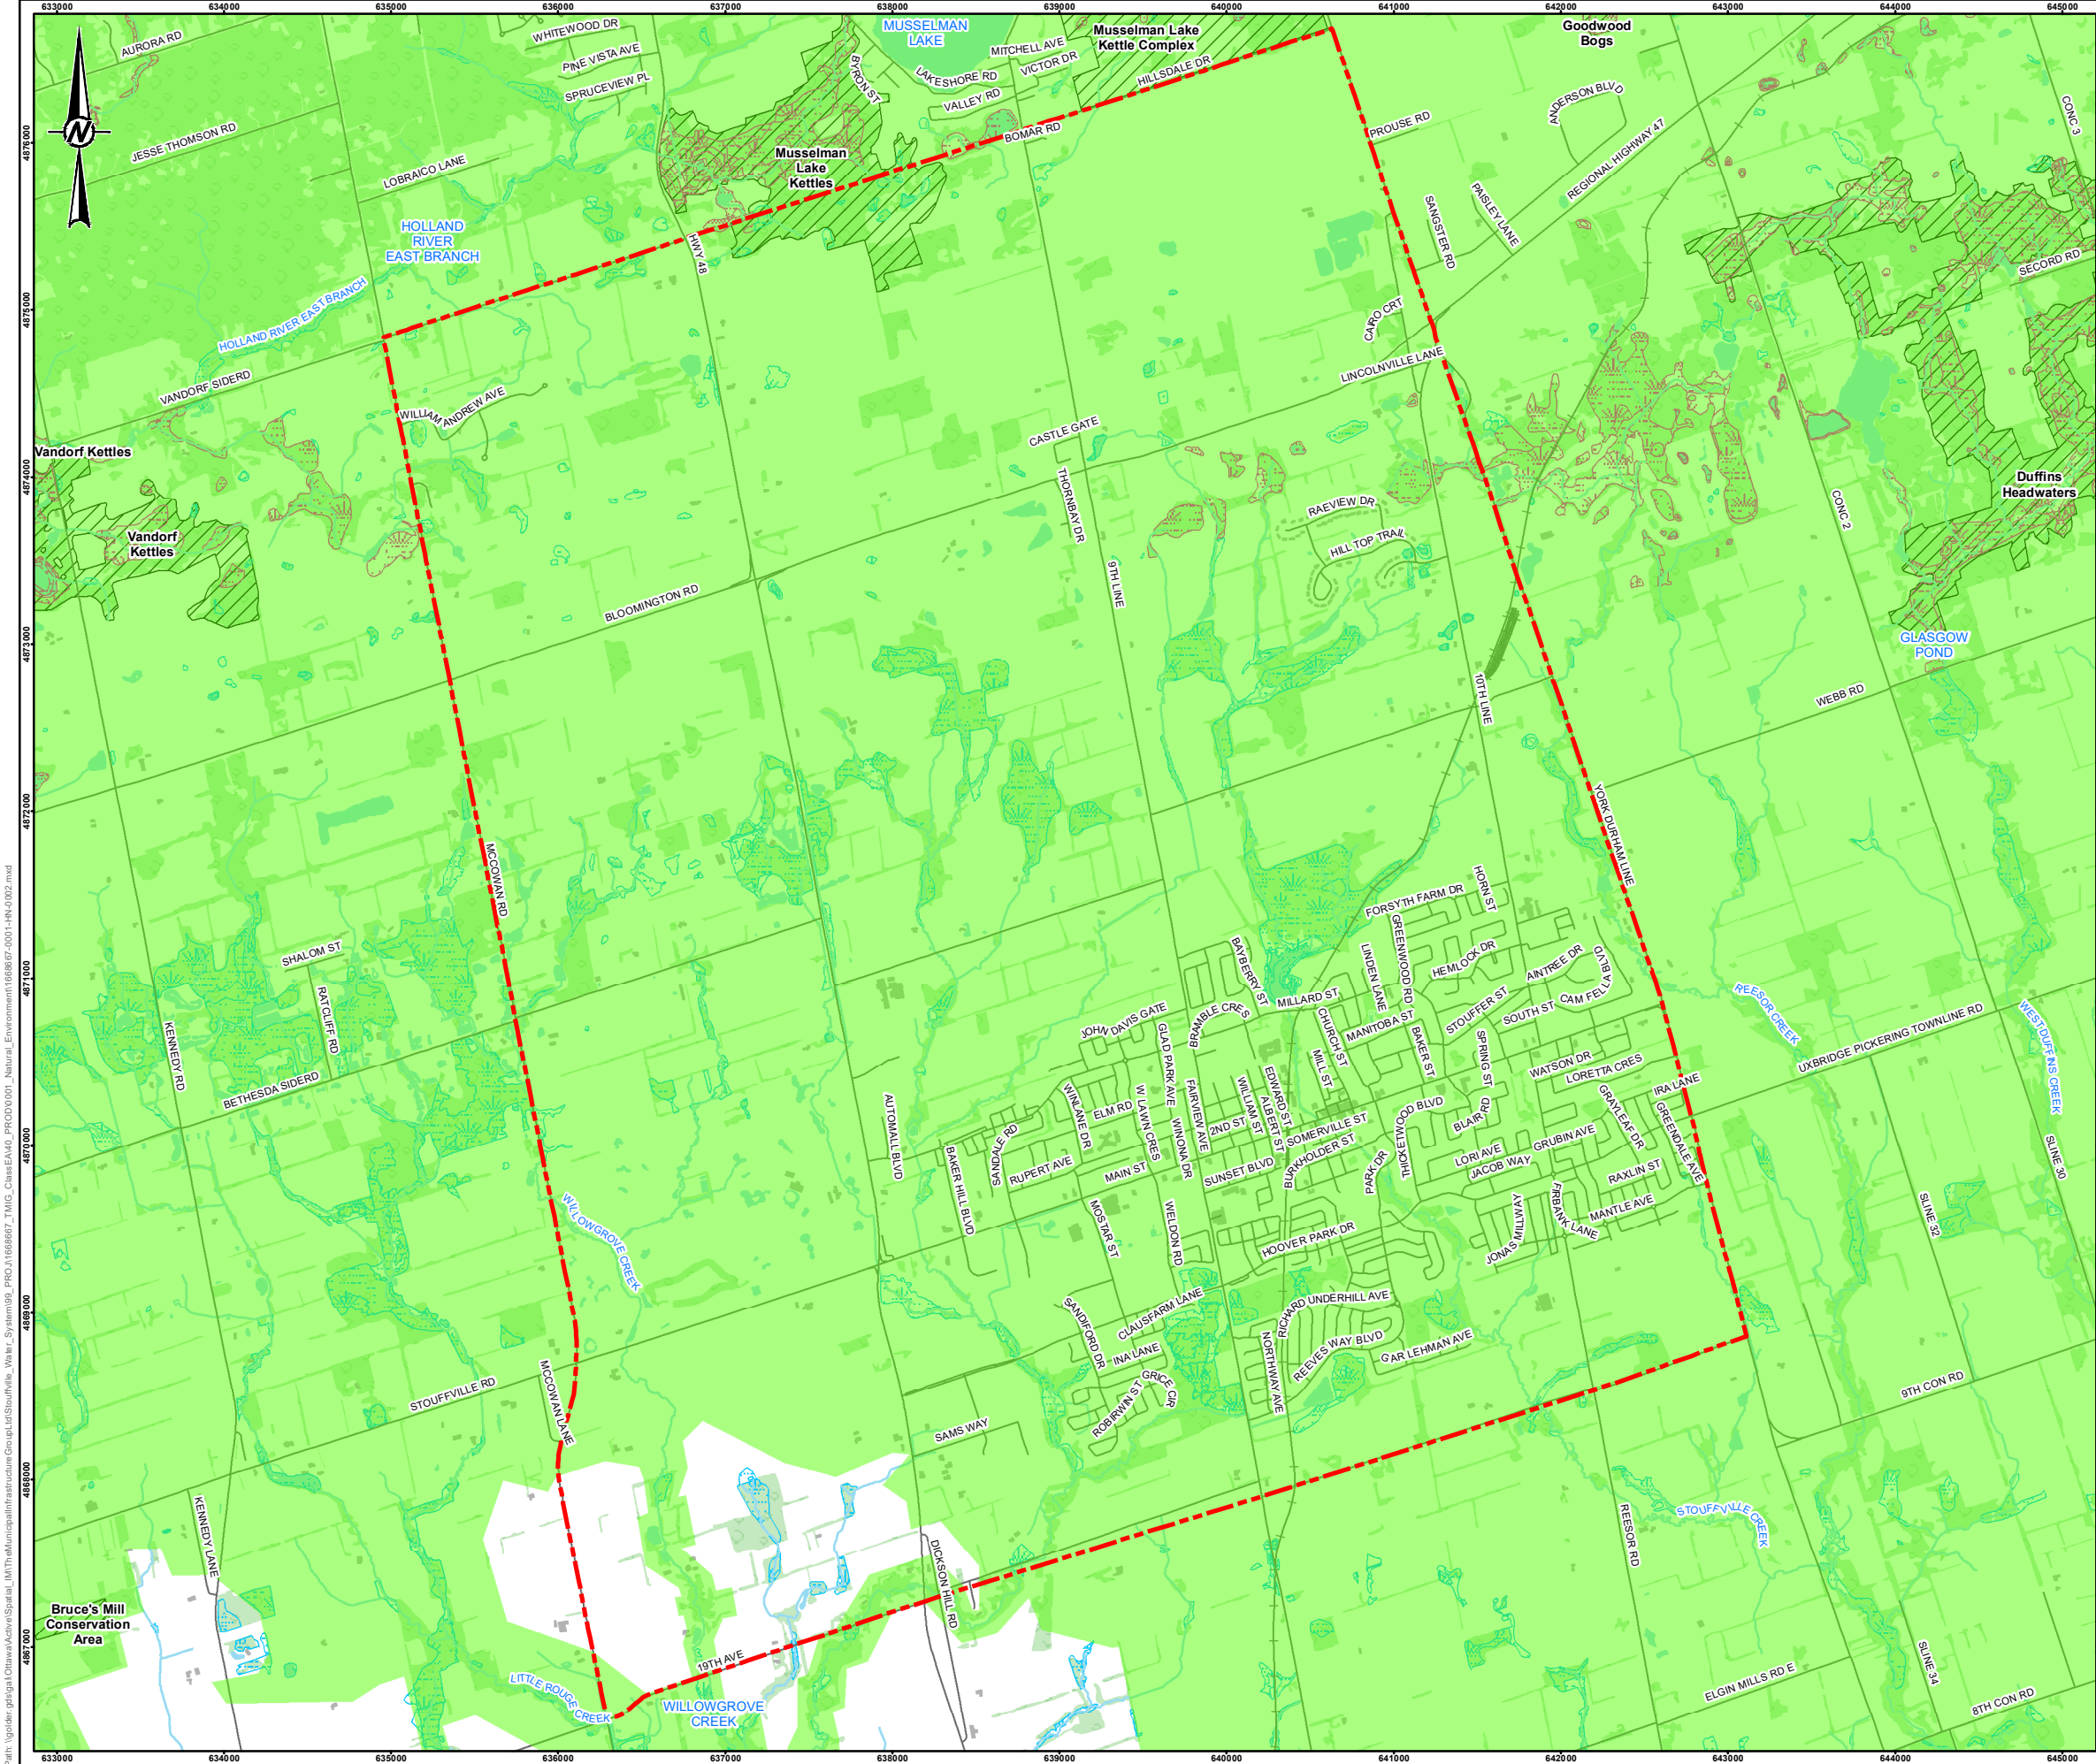 633000 634000 635000 636000 637000 638000 639000 640000 641000 642000 643000 644000 645000
AURORA RD
WHITEWOOD DR
PINE VISTA AVE
SPRUCEVIEW PL
BYRON ST
MUSSELMAN
LAKE
MITCHELL AVE
VICTOR DR
LAKESHORE RD
VALLEY RD
Musselman Lake
Kettle Complex
HILLSDALE DR
BOMAR RD
Goodwood
Bogs
ANDERSON BLVD
PROUSE RD
REGIONAL HIGHWAY 47
CONC 3
N
4876000
JESSE THOMSON RD
LOBRAICO LANE
Musselman
Lake
Kettles
HOLLAND
RIVER
EAST BRANCH
HWY 48
SANGSTER RD
PAISLEY LANE
SECORD RD
4875000
HOLLAND RIVER EAST BRANCH
CAIRO CRT
LINCOLNVILLE LANE
VANDORF SIDERD
WILLIAM ANDREW AVE
CASTLE GATE
4874000
Vandorf Kettles
THORNBAY DR
RAEVIEW DR
HILL TOP TRAIL
CONC 2
Duffins
Headwaters
Vandorf
Kettles
BLOOMINGTON RD
9TH LINE
4873000
GLASGOW
POND
10TH LINE
WEBB RD
4872000
YORK DURHAM LINE
MCCOWAN RD
FORSYTH FARM DR
HORN ST
GREENWOOD RD
HEMLOCK DR
LINDEN LANE
AINTREE DR
BAYBERRY ST
4871000
SHALOM ST
RATCLIFF RD
KENNEDY RD
BETHESDA SIDERD
MILLARD ST
CAM FELLA BLVD
STOUFFER ST
SOUTH ST
REESOR CREEK
WEST DUFFINS CREEK
UXBRIDGE PICKERING TOWNLINE RD
JOHN DAVIS GATE
BRAMBLE CRES
GLAD PARK AVE
CHURCH ST
MANITOBA ST
BAKER ST
SPRING ST
MILL ST
WATSON DR
LORETTA CRES
IRA LANE
4870000
AUTOMALL BLVD
BAKER HILL BLVD
SANDALE RD
WINLANE DR
ELM RD
W LAWN CRES
FAIRVIEW AVE
WINONA DR
2ND ST
WILLIAM ST
EDWARD ST
ALBERT ST
SOMERVILLE ST
BURKHOLDER ST
THICKETWOOD BLVD
BLAIR RD
GRAYLEAF DR
GREENDALE AVE
RUPERT AVE
MAIN ST
SUNSET BLVD
PARK DR
LORI AVE
GRUBIN AVE
JACOB WAY
RAXLIN ST
SLINE 30
SLINE 32
WILLOWGROVE CREEK
MOSTAR ST
WELDON RD
HOOVER PARK DR
JONAS MILLWAY
FIRBANK LANE
MANTLE AVE
4869000
SANDIFORD DR
CLAUSFARM LANE
INA LANE
RICHARD UNDERHILL AVE
REEVES WAY BLVD
GAR LEHMAN AVE
NORTHWAY AVE
GRICE CIR
ROBIRWIN ST
MCCOWAN LANE
STOUFFVILLE RD
SAMS WAY
9TH CON RD
4868000
KENNEDY LANE
DICKSON HILL RD
REESOR RD
STOUFFVILLE CREEK
Bruce's Mill
Conservation
Area
4867000
19TH AVE
LITTLE ROUGE CREEK
WILLOWGROVE
CREEK
ELGIN MILLS RD E
SLINE 34
8TH CON RD
633000 634000 635000 636000 637000 638000 639000 640000 641000 642000 643000 644000 645000